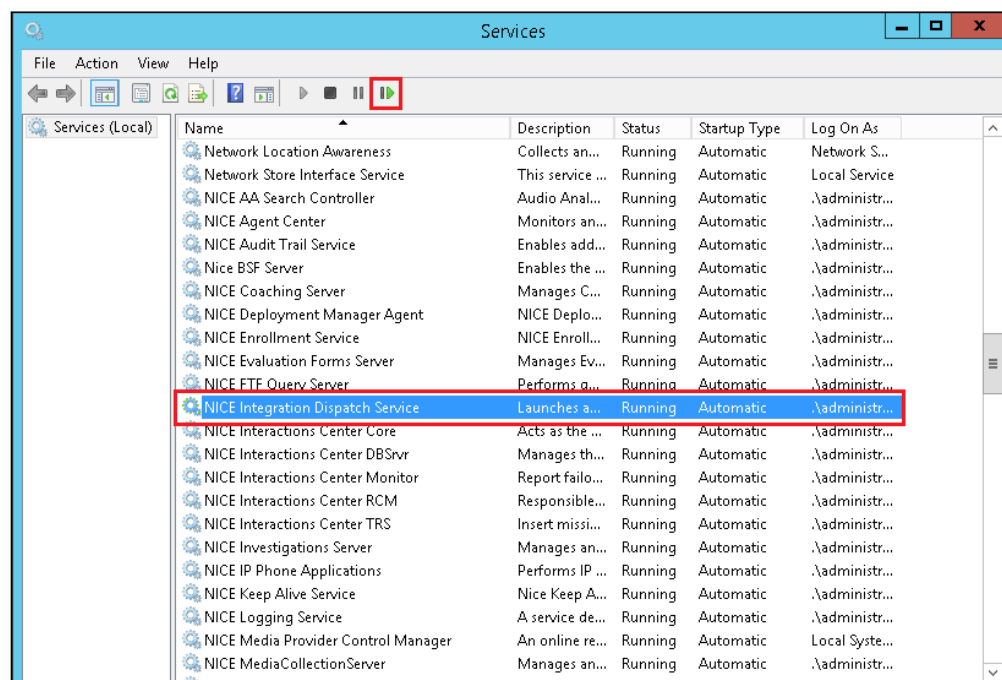 Services
File Action View Help
Services (Local)
Name Description Status Startup Type Log On As
Network Location Awareness Collects an... Running Automatic Network S...
Network Store Interface Service This service ... Running Automatic Local Service
NICE AA Search Controller Audio Anal... Running Automatic .\administr...
NICE Agent Center Monitors an... Running Automatic .\administr...
NICE Audit Trail Service Enables add... Running Automatic .\administr...
Nice BSF Server Enables the ... Running Automatic .\administr...
NICE Coaching Server Manages C... Running Automatic .\administr...
NICE Deployment Manager Agent NICE Deplo... Running Automatic .\administr...
NICE Enrollment Service NICE Enroll... Running Automatic .\administr...
NICE Evaluation Forms Server Manages Ev... Running Automatic .\administr...
NICE FTF Query Server Performs q... Running Automatic .\administr...
NICE Integration Dispatch Service Launches a... Running Automatic .\administr...
NICE Interactions Center Core Acts as the ... Running Automatic .\administr...
NICE Interactions Center DBSrvr Manages th... Running Automatic .\administr...
NICE Interactions Center Monitor Report failo... Running Automatic .\administr...
NICE Interactions Center RCM Responsible... Running Automatic .\administr...
NICE Interactions Center TRS Insert missi... Running Automatic .\administr...
NICE Investigations Server Manages an... Running Automatic .\administr...
NICE IP Phone Applications Performs IP ... Running Automatic .\administr...
NICE Keep Alive Service Nice Keep A... Running Automatic .\administr...
NICE Logging Service A service de... Running Automatic .\administr...
NICE Media Provider Control Manager An online re... Running Automatic Local Syste...
NICE MediaCollectionServer Manages an... Running Automatic .\administr...